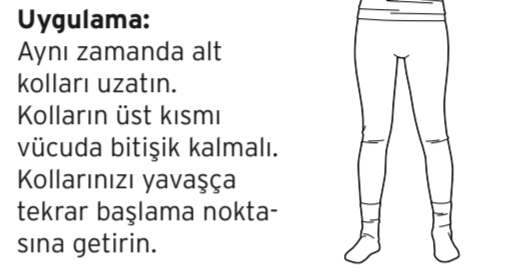 Uygulama:
Aynı zamanda alt
kolları uzatın.
Kolların üst kısmı
vücuda bitişik kalmalı.
Kollarınızı yavaşça
tekrar başlama nokta-
sına getirin.